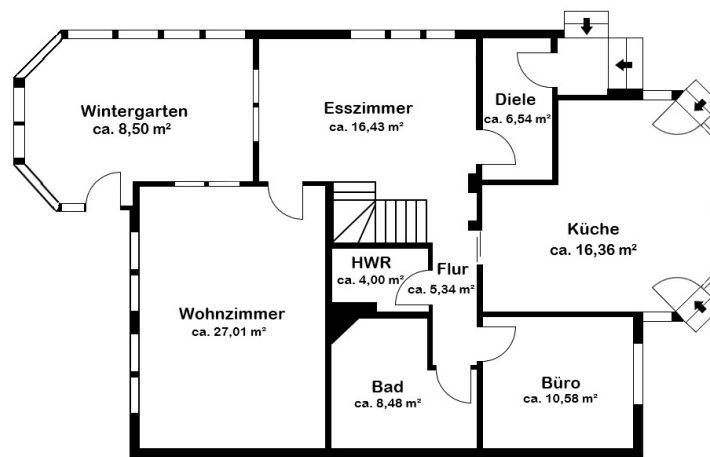 Wintergarten
ca. 8,50 m²
Esszimmer
ca. 16,43 m²
Diele
ca. 6,54 m²
Küche
ca. 16,36 m²
HWR
ca. 4,00 m²
Flur
ca. 5,34 m²
Wohnzimmer
ca. 27,01 m²
Bad
ca. 8,48 m²
Büro
ca. 10,58 m²